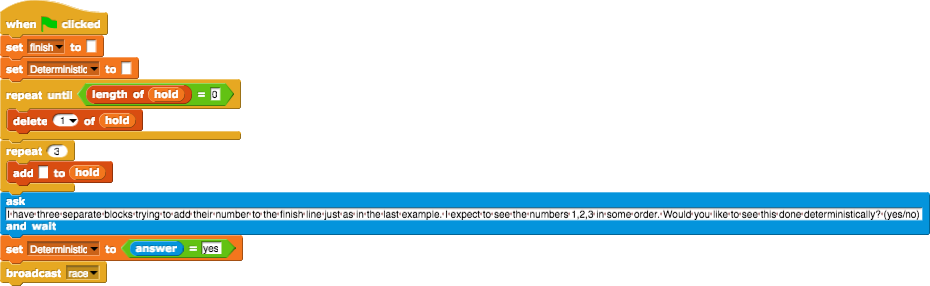 when clicked
set finish to
set Deterministic to
repeat until length of hold = 0
delete 1 of hold
repeat 3
add to hold
ask
I have three separate blocks trying to add their number to the finish line just as in the last example. I expect to see the numbers 1,2,3 in some order. Would you like to see this done deterministically? (yes/no)
and wait
set Deterministic to answer = yes
broadcast race